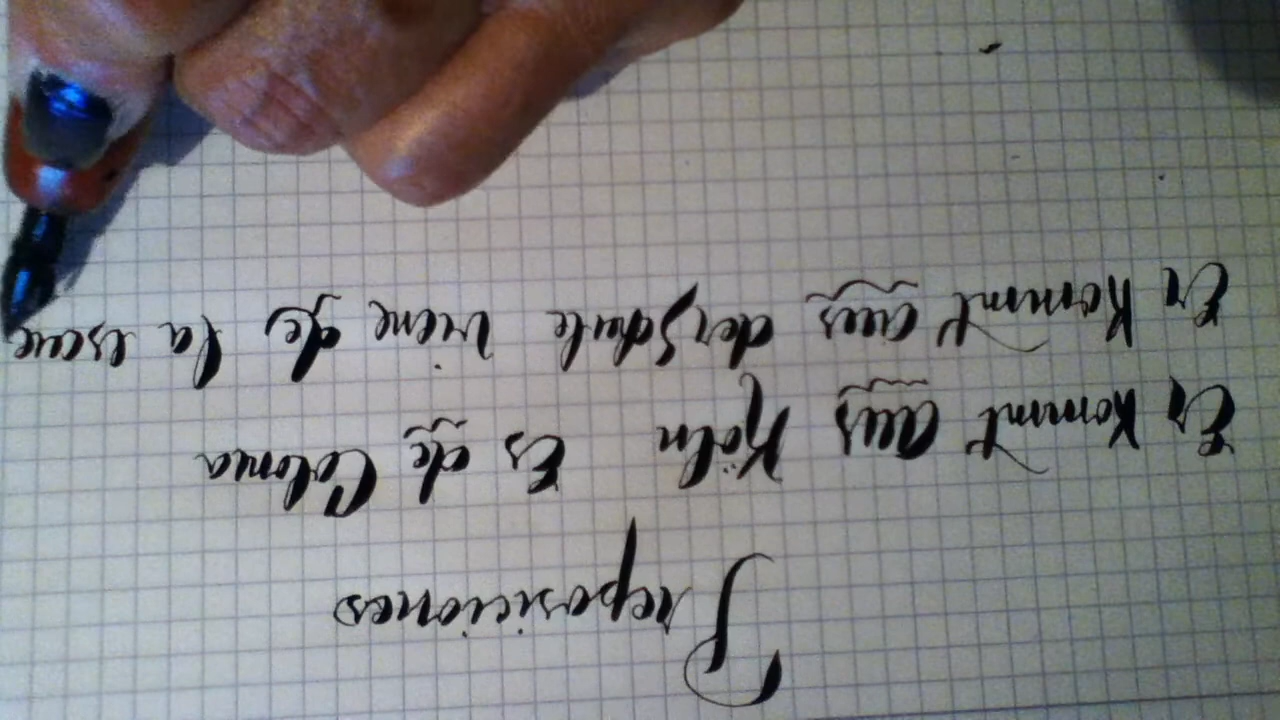 Preposiciones
Er kommt aus Köln Es de Colonia
Er kommt aus der Schule viene de la escue